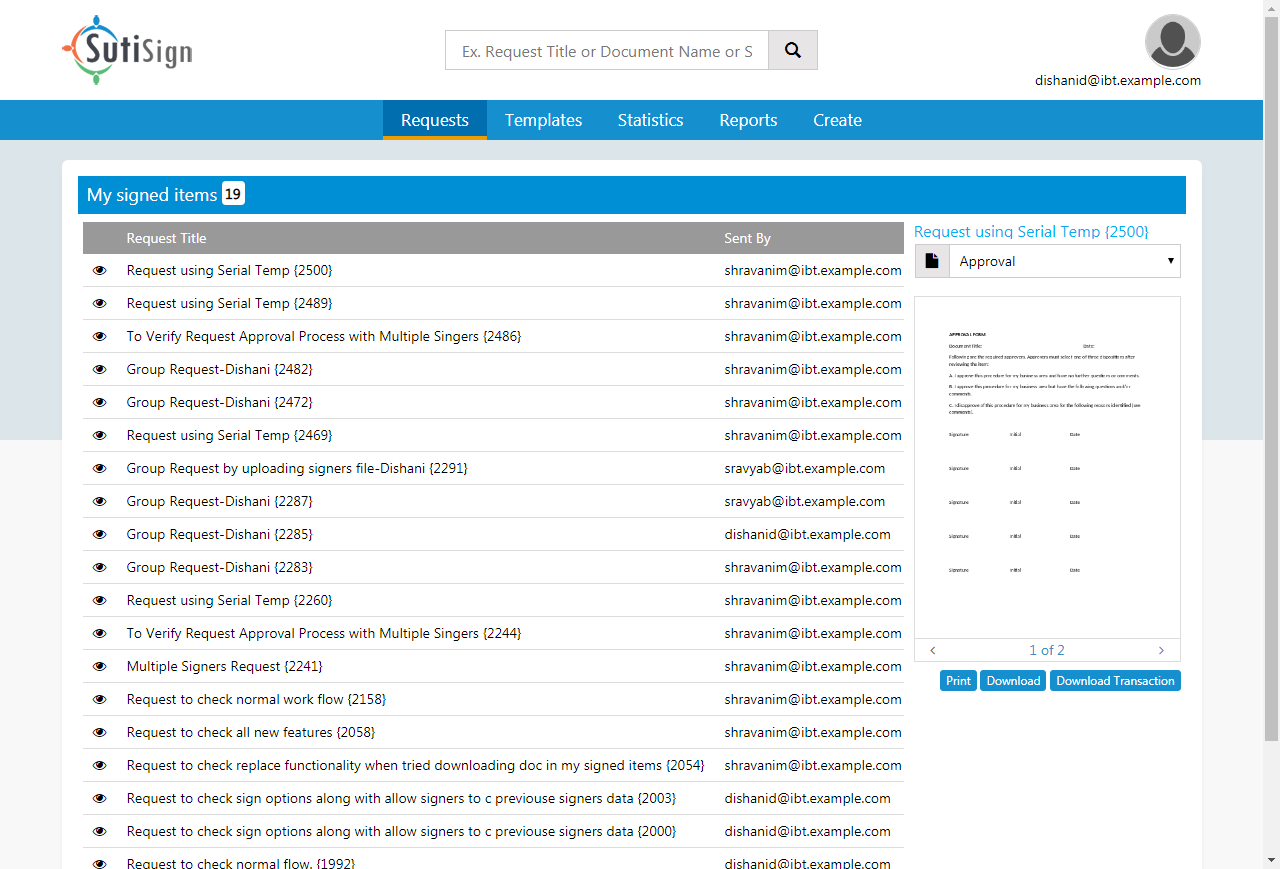 SutiSign
Ex. Request Title or Document Name or S
dishanid@ibt.example.com
Requests Templates Statistics Reports Create
My signed items 19
Request Title Sent By
Request using Serial Temp {2500} shravanim@ibt.example.com
Request using Serial Temp {2489} shravanim@ibt.example.com
To Verify Request Approval Process with Multiple Singers {2486} shravanim@ibt.example.com
Group Request-Dishani {2482} shravanim@ibt.example.com
Group Request-Dishani {2472} shravanim@ibt.example.com
Request using Serial Temp {2469} shravanim@ibt.example.com
Group Request by uploading signers file-Dishani {2291} sravyab@ibt.example.com
Group Request-Dishani {2287} sravyab@ibt.example.com
Group Request-Dishani {2285} dishanid@ibt.example.com
Group Request-Dishani {2283} shravanim@ibt.example.com
Request using Serial Temp {2260} shravanim@ibt.example.com
To Verify Request Approval Process with Multiple Singers {2244} shravanim@ibt.example.com
Multiple Signers Request {2241} shravanim@ibt.example.com
Request to check normal work flow {2158} shravanim@ibt.example.com
Request to check all new features {2058} shravanim@ibt.example.com
Request to check replace functionality when tried downloading doc in my signed items {2054} shravanim@ibt.example.com
Request to check sign options along with allow signers to c previouse signers data {2003} dishanid@ibt.example.com
Request to check sign options along with allow signers to c previouse signers data {2000} dishanid@ibt.example.com
Request to check normal flow. {1992} dishanid@ibt.example.com
Request using Serial Temp {2500}
Approval
APPROVAL FORM
Document Title: Date:
Following are the required approvers. Approvers must select one of three dispositions after
reviewing the item:
A. I approve this procedure for my business area and have no further questions or comments.
B. I approve this procedure for my business area but have the following questions and/or
comments.
C. I disapprove of this procedure for my business area for the following reasons identified (see
comments).
Signature Initial Date
Signature Initial Date
Signature Initial Date
Signature Initial Date
Signature Initial Date
1 of 2
Print Download Download Transaction